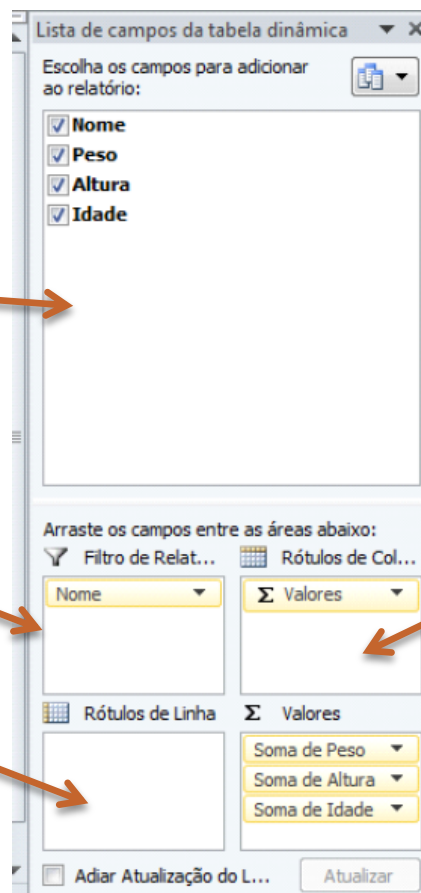 Lista de campos da tabela dinâmica
Escolha os campos para adicionar
ao relatório:
Nome
Peso
Altura
Idade
Arraste os campos entre as áreas abaixo:
Filtro de Relat... Rótulos de Col...
Nome Σ Valores
Rótulos de Linha Σ Valores
Soma de Peso
Soma de Altura
Soma de Idade
Adiar Atualização do L... Atualizar